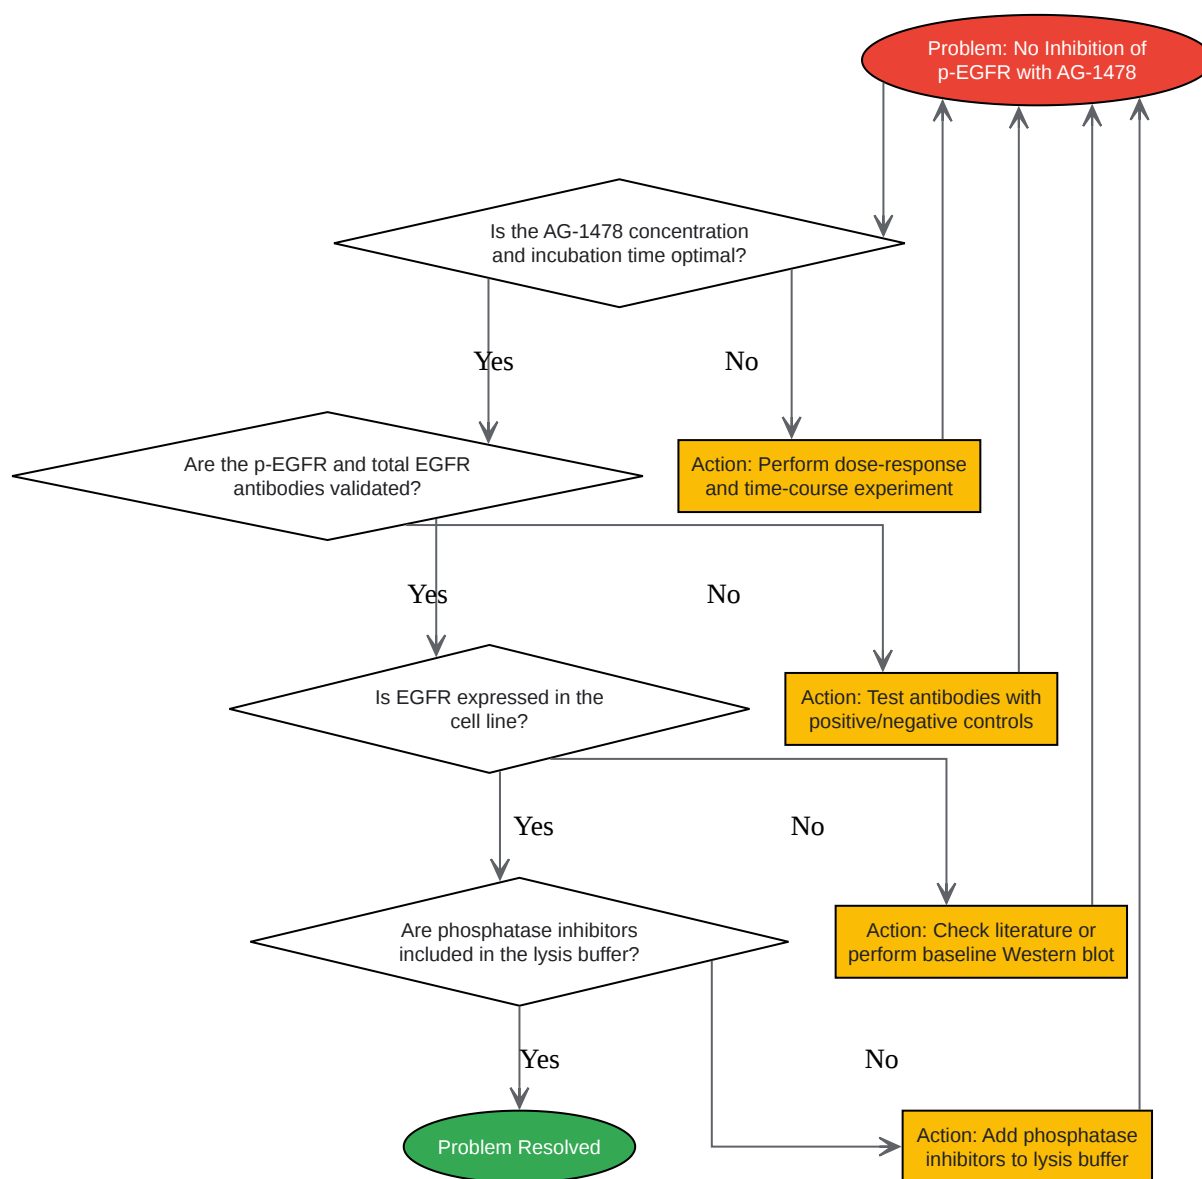 Problem: No Inhibition of
p-EGFR with AG-1478
Is the AG-1478 concentration
and incubation time optimal?
Yes
No
Are the p-EGFR and total EGFR
antibodies validated?
Action: Perform dose-response
and time-course experiment
Yes
No
Is EGFR expressed in the
cell line?
Action: Test antibodies with
positive/negative controls
Yes
No
Are phosphatase inhibitors
included in the lysis buffer?
Action: Check literature or
perform baseline Western blot
Yes
No
Problem Resolved
Action: Add phosphatase
inhibitors to lysis buffer